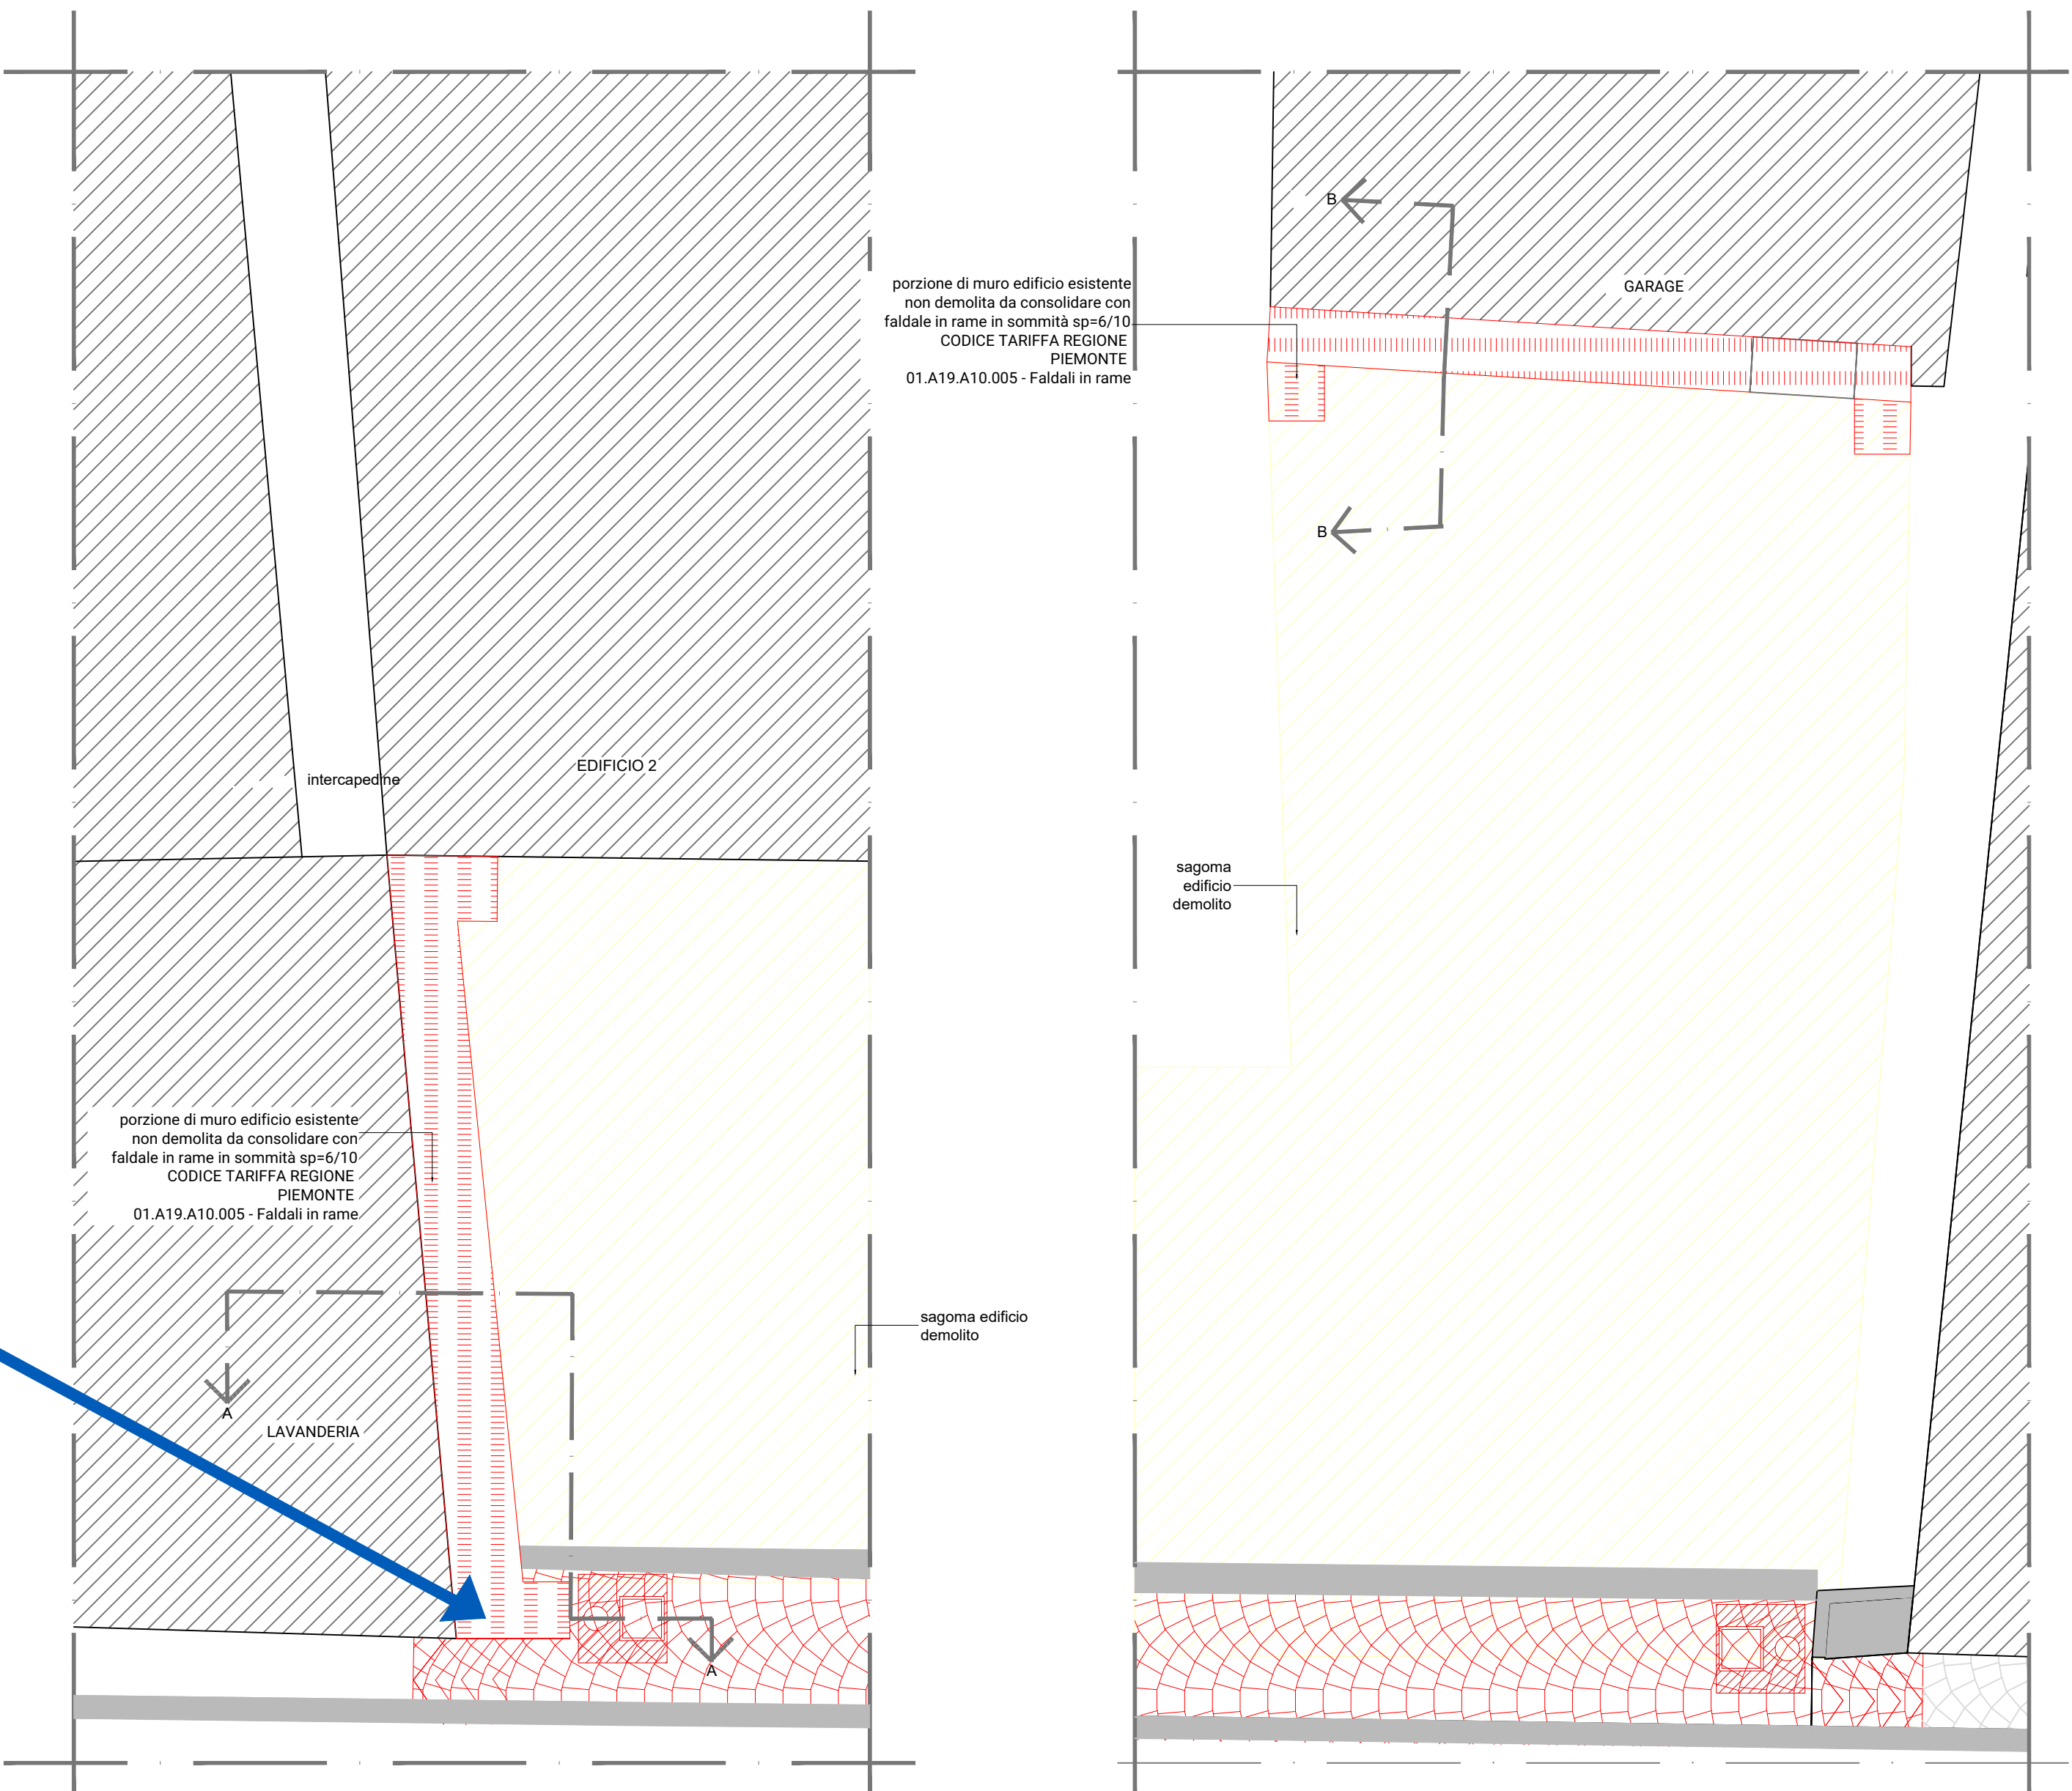 B
porzione di muro edificio esistente
non demolita da consolidare con
faldale in rame in sommità sp=6/10
CODICE TARIFFA REGIONE
PIEMONTE
01.A19.A10.005 - Faldali in rame
GARAGE
B
EDIFICIO 2
intercapedine
sagoma
edificio
demolito
porzione di muro edificio esistente
non demolita da consolidare con
faldale in rame in sommità sp=6/10
CODICE TARIFFA REGIONE
PIEMONTE
01.A19.A10.005 - Faldali in rame
sagoma edificio
demolito
A
LAVANDERIA
A